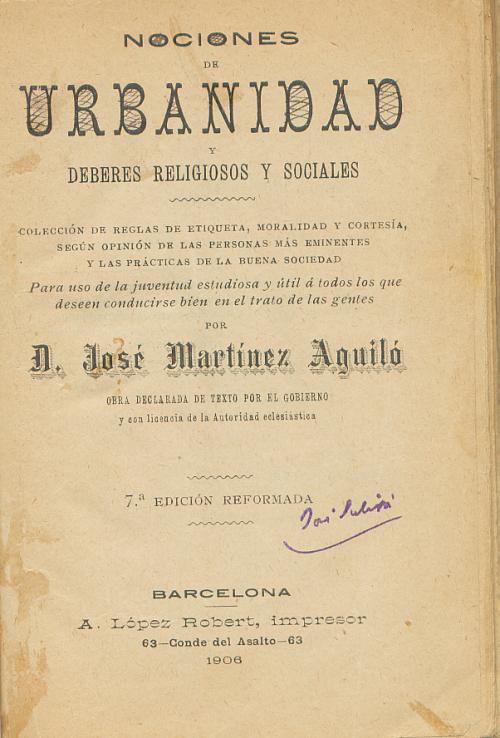 NOCIONES
DE
URBANIDAD
Y
DEBERES RELIGIOSOS Y SOCIALES
COLECCIÓN DE REGLAS DE ETIQUETA, MORALIDAD Y CORTESÍA,
SEGÚN OPINIÓN DE LAS PERSONAS MÁS EMINENTES
Y LAS PRÁCTICAS DE LA BUENA SOCIEDAD
Para uso de la juventud estudiosa y útil á todos los que
deseen conducirse bien en el trato de las gentes
POR
D. José Martínez Aguiló
OBRA DECLARADA DE TEXTO POR EL GOBIERNO
y con licencia de la Autoridad eclesiástica
7.ª EDICIÓN REFORMADA
José
BARCELONA
A. López Robert, impresor
63—Conde del Asalto—63
1906